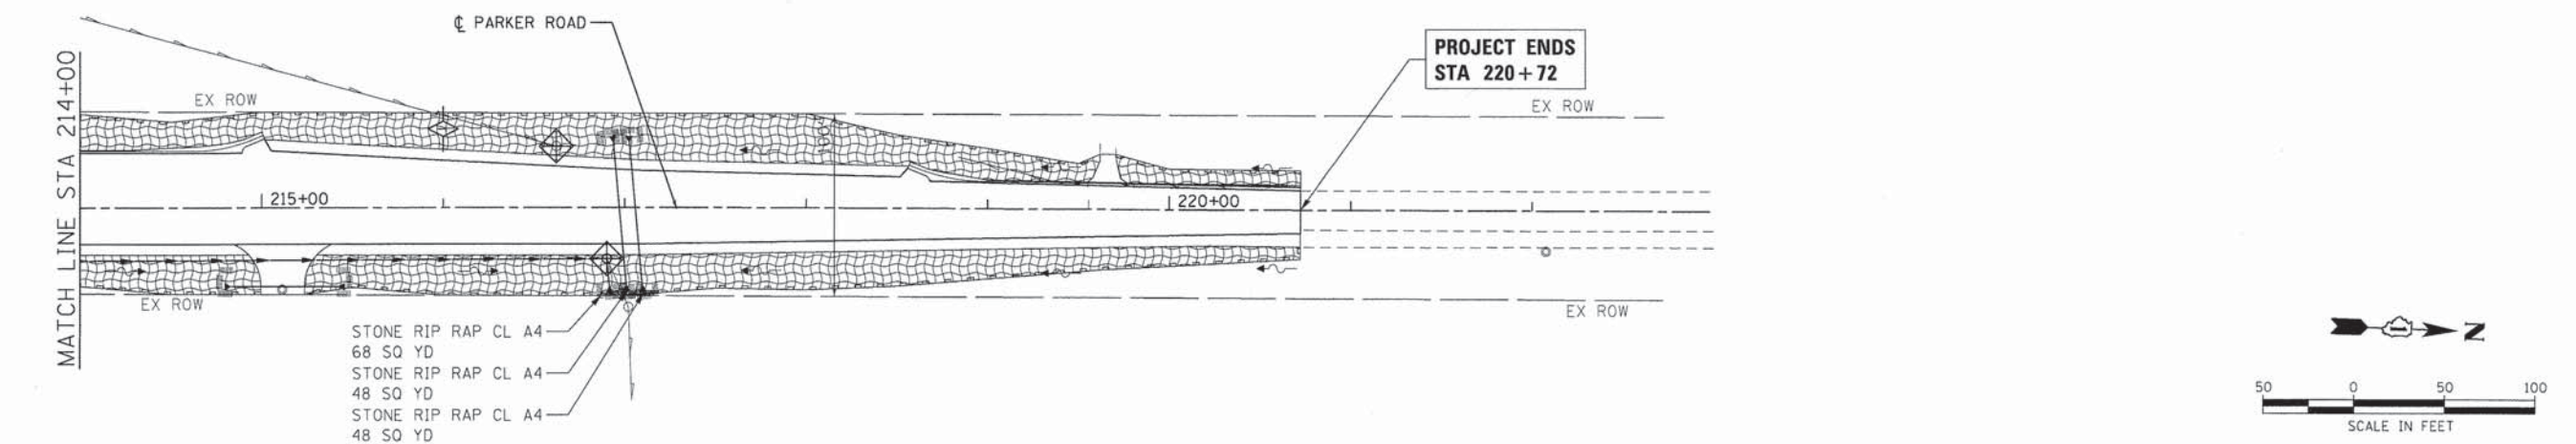 ℄ PARKER ROAD
PROJECT ENDS
STA 220+72
MATCH LINE STA 214+00
EX ROW
EX ROW
100'
215+00
220+00
EX ROW
EX ROW
STONE RIP RAP CL A4
68 SQ YD
STONE RIP RAP CL A4
48 SQ YD
STONE RIP RAP CL A4
48 SQ YD
N
50 0 50 100
SCALE IN FEET